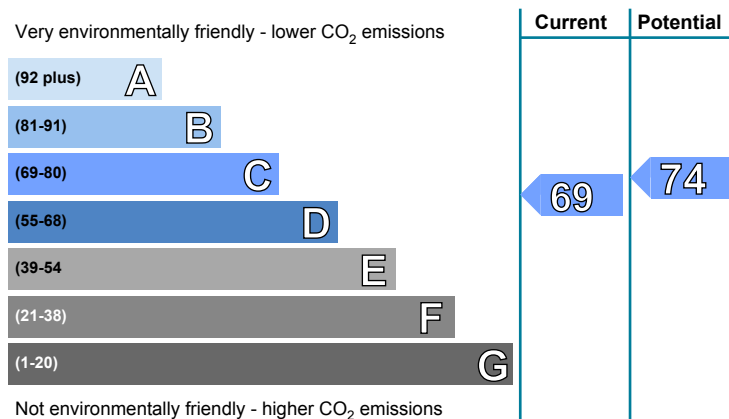 Very environmentally friendly - lower CO2 emissions
Current
Potential
(92 plus) A
(81-91) B
(69-80) C
(55-68) D
(39-54 E
(21-38) F
(1-20) G
69
74
Not environmentally friendly - higher CO2 emissions